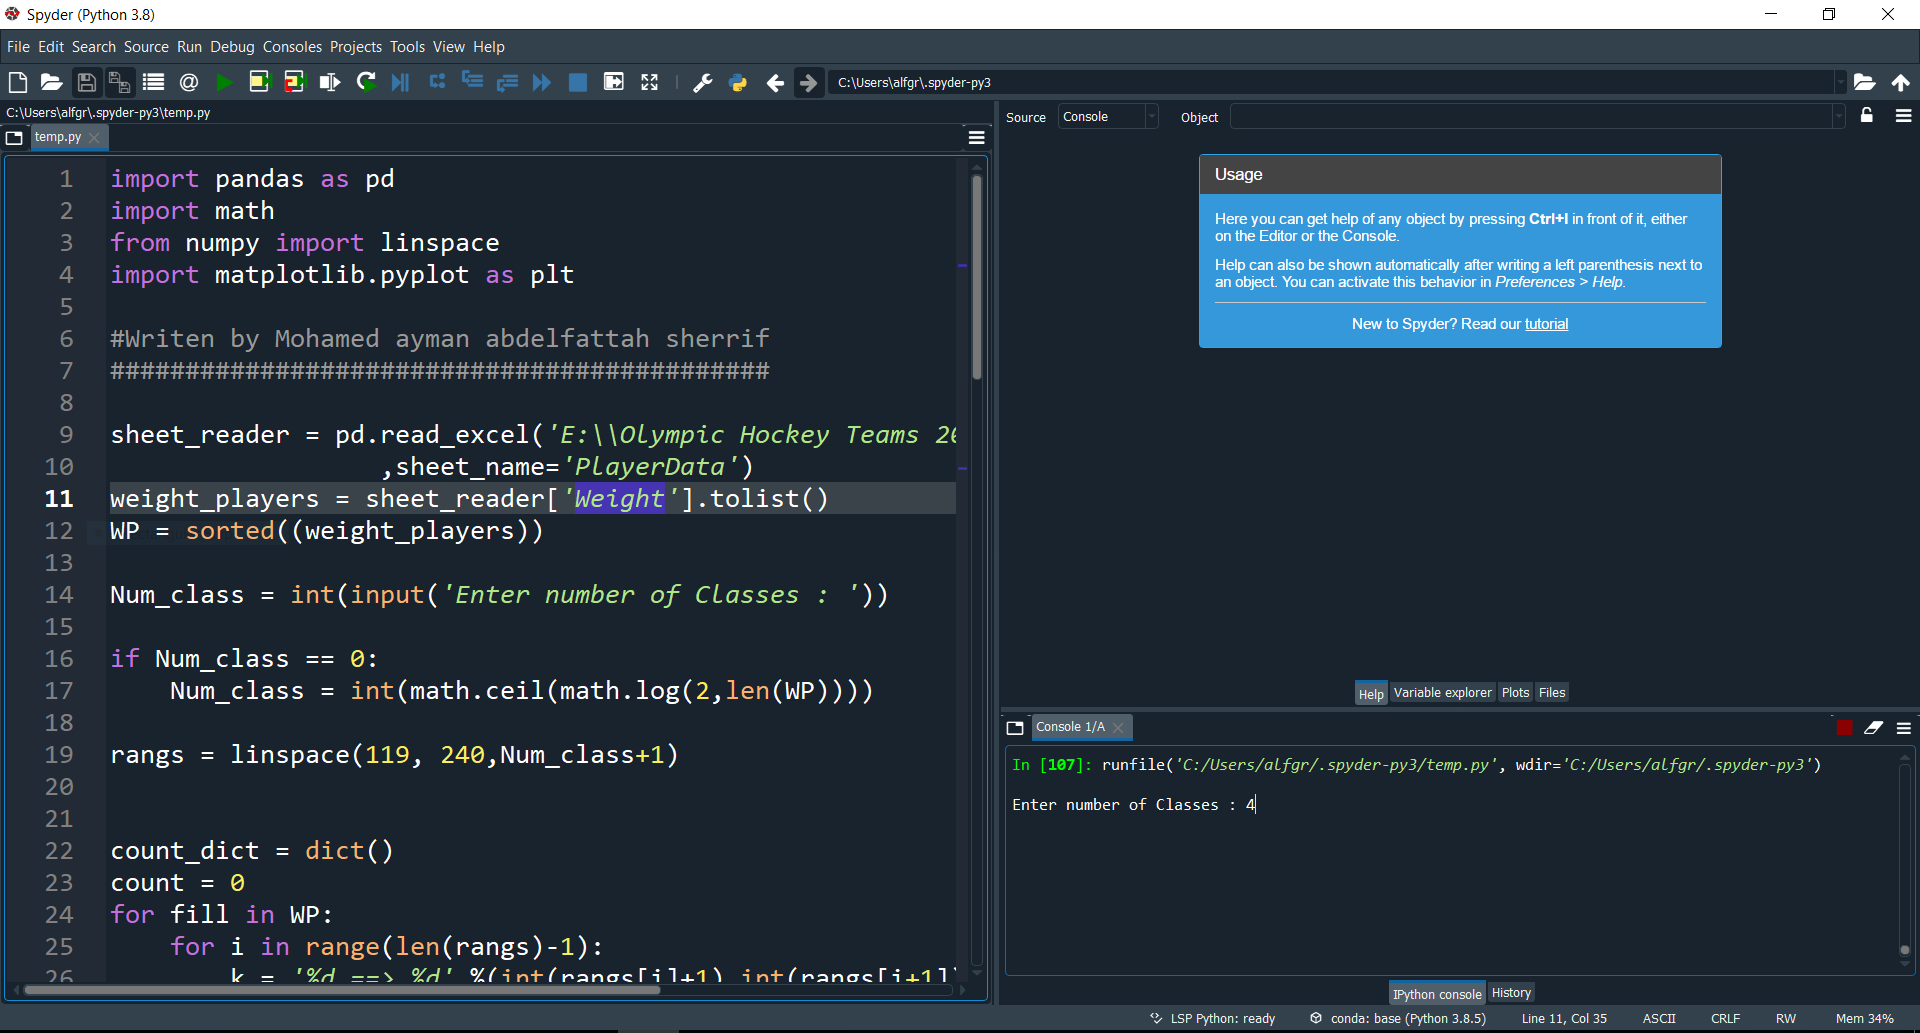 Spyder (Python 3.8)
File Edit Search Source Run Debug Consoles Projects Tools View Help
C:\Users\alfgr\.spyder-py3
C:\Users\alfgr\.spyder-py3\temp.py
temp.py
1 import pandas as pd
2 import math
3 from numpy import linspace
4 import matplotlib.pyplot as plt
5
6 #Writen by Mohamed ayman abdelfattah sherrif
7 ############################################
8
9 sheet_reader = pd.read_excel('E:\\Olympic Hockey Teams
10 ,sheet_name='PlayerData')
11 weight_players = sheet_reader['Weight'].tolist()
12 WP = sorted((weight_players))
13
14 Num_class = int(input('Enter number of Classes : '))
15
16 if Num_class == 0:
17 Num_class = int(math.ceil(math.log(2,len(WP))))
18
19 rangs = linspace(119, 240,Num_class+1)
20
21
22 count_dict = dict()
23 count = 0
24 for fill in WP:
25 for i in range(len(rangs)-1):
26 k = '%d ==> %d' %(int(rangs[i]+1),int(rangs[i+1])
Source Console Object
Usage
Here you can get help of any object by pressing Ctrl+I in front of it, either
on the Editor or the Console.
Help can also be shown automatically after writing a left parenthesis next to
an object. You can activate this behavior in Preferences > Help.
New to Spyder? Read our tutorial
Help Variable explorer Plots Files
Console 1/A
In [107]: runfile('C:/Users/alfgr/.spyder-py3/temp.py', wdir='C:/Users/alfgr/.spyder-py3')
Enter number of Classes : 4
IPython console History
LSP Python: ready conda: base (Python 3.8.5) Line 11, Col 35 ASCII CRLF RW Mem 34%